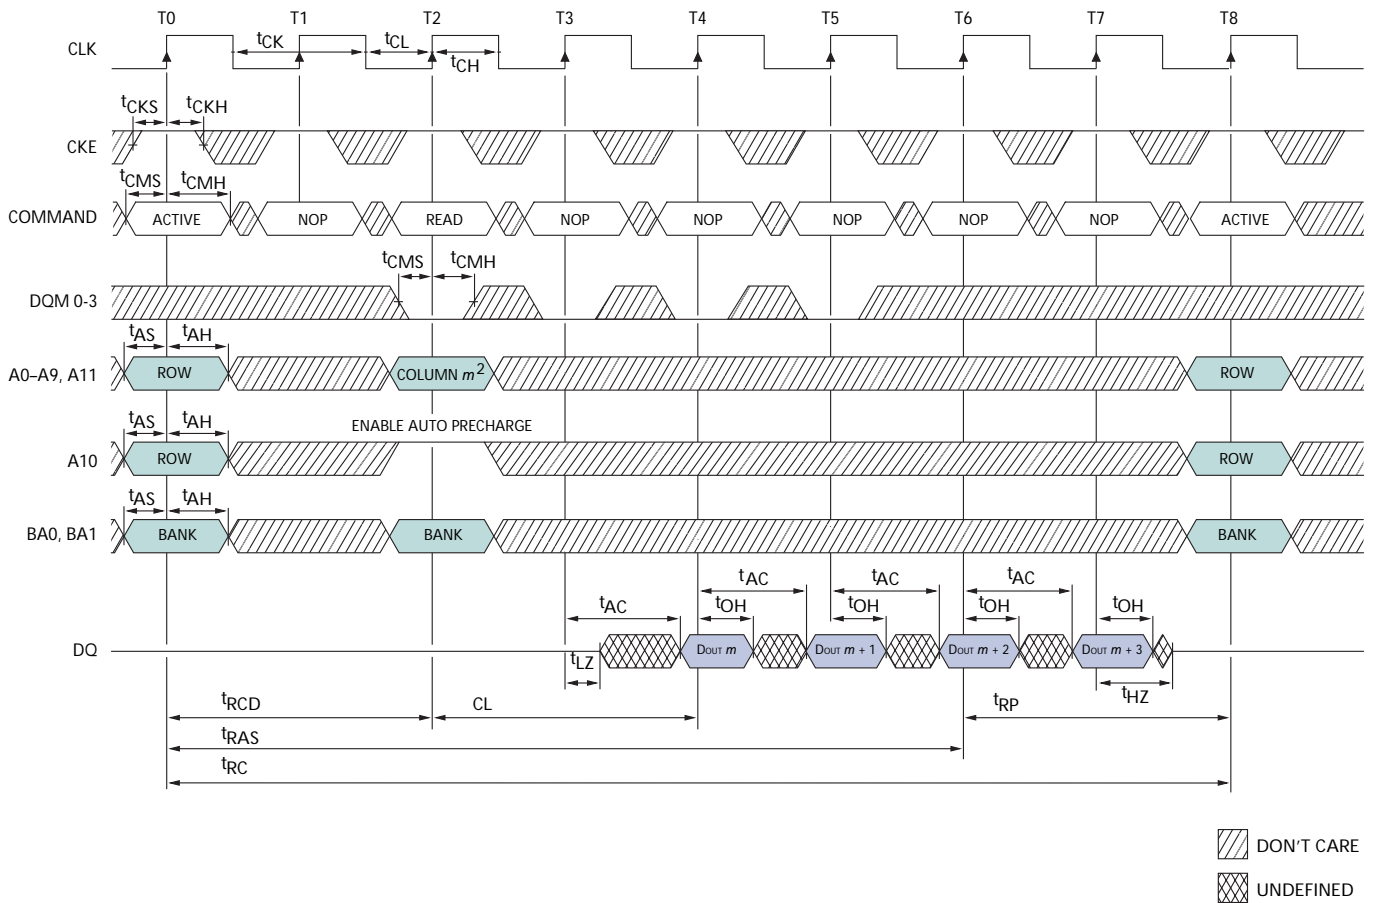 T0 T1 T2 T3 T4 T5 T6 T7 T8
CLK
tCK tCL
tCH
tCKS tCKH
CKE
tCMS tCMH
COMMAND ACTIVE NOP READ NOP NOP NOP NOP NOP ACTIVE
tCMS tCMH
DQM 0-3
tAS tAH
A0–A9, A11 ROW COLUMN m2 ROW
tAS tAH ENABLE AUTO PRECHARGE
A10 ROW ROW
tAS tAH
BA0, BA1 BANK BANK BANK
tAC tAC tAC
tAC tOH tOH tOH tOH
DQ DOUT m DOUT m + 1 DOUT m + 2 DOUT m + 3
tLZ
tHZ
tRCD CL tRP
tRAS
tRC
DON'T CARE
UNDEFINED